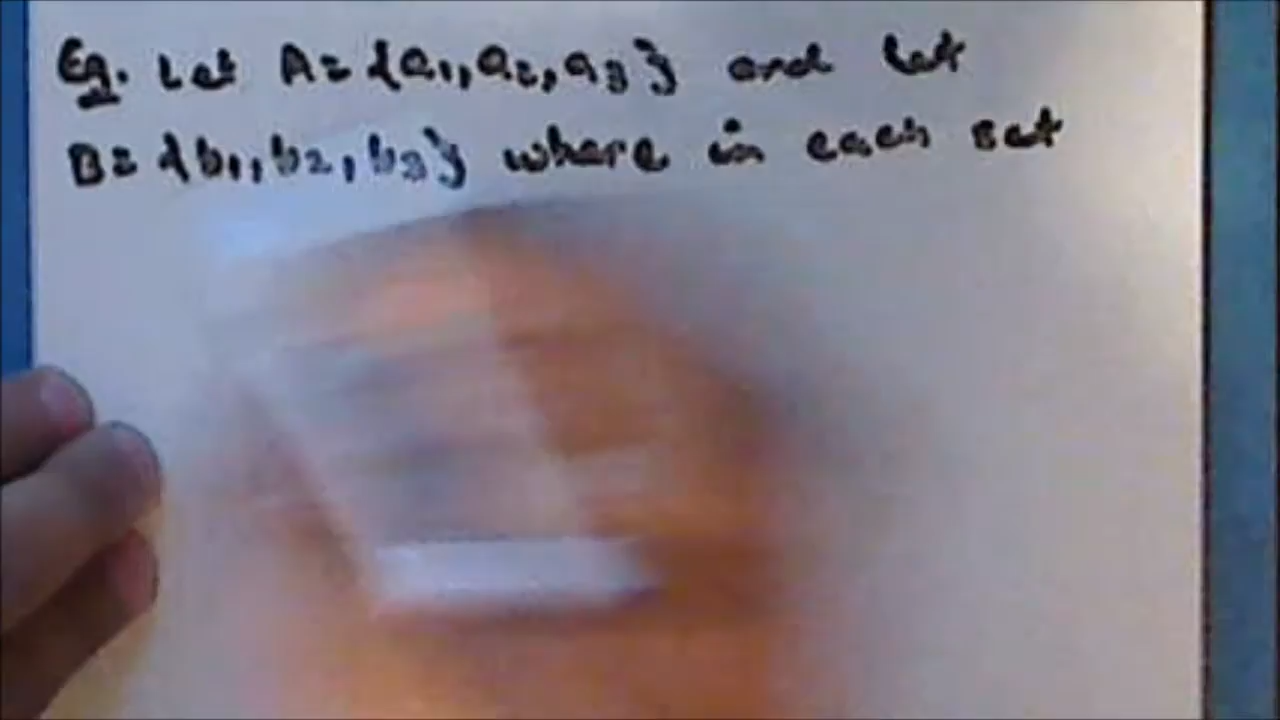 Eg. Let A={a1,a2,a3} and let
B={b1,b2,b3} where in each set